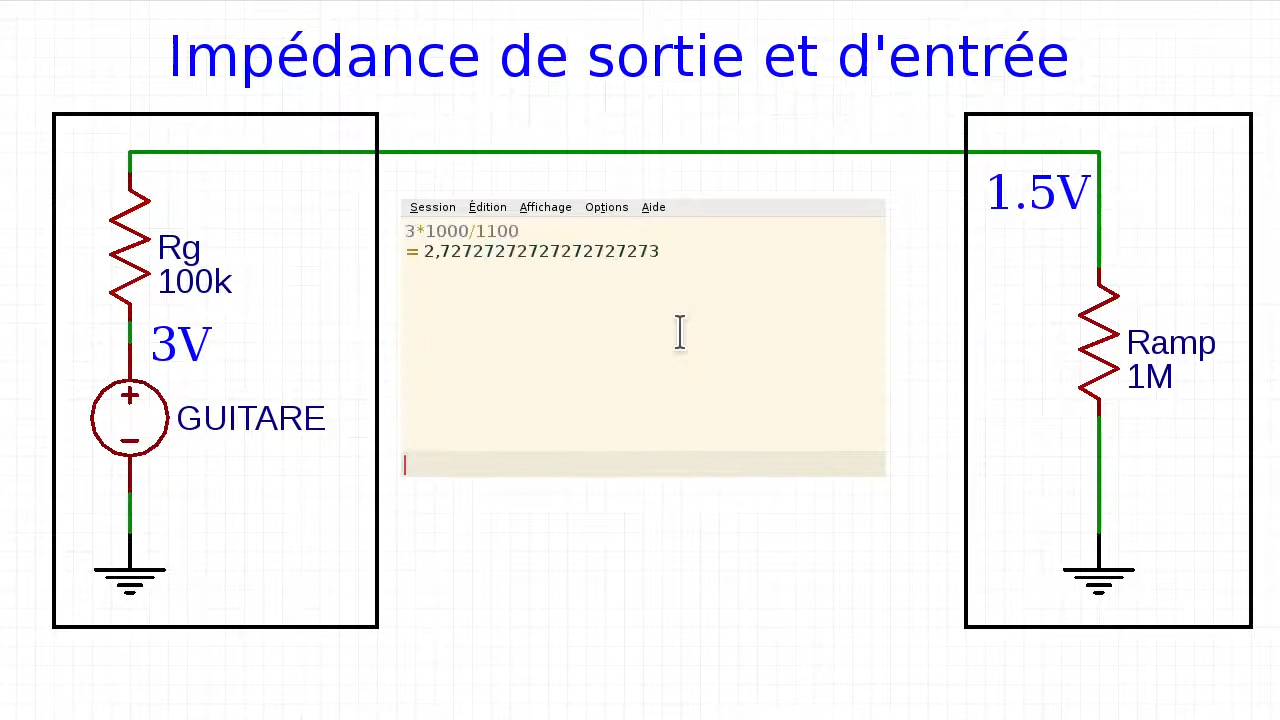 Impédance de sortie et d'entrée
Rg
100k
3V
+
−
GUITARE
Session Édition Affichage Options Aide
3*1000/1100
= 2,72727272727272727273
1.5V
Ramp
1M